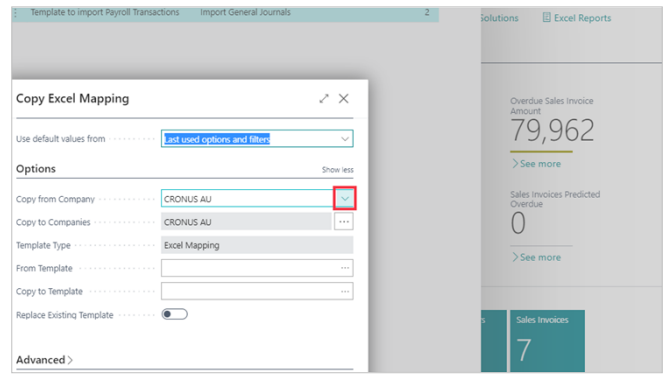 Template to import Payroll Transactions Import General Journals 2
Solutions Excel Reports
Copy Excel Mapping
Use default values from Last used options and filters
Options Show less
Copy from Company CRONUS AU
Copy to Companies CRONUS AU
Template Type Excel Mapping
From Template
Copy to Template
Replace Existing Template
Advanced >
Overdue Sales Invoice
Amount
79,962
> See more
Sales Invoices Predicted
Overdue
0
> See more
s Sales Invoices
7